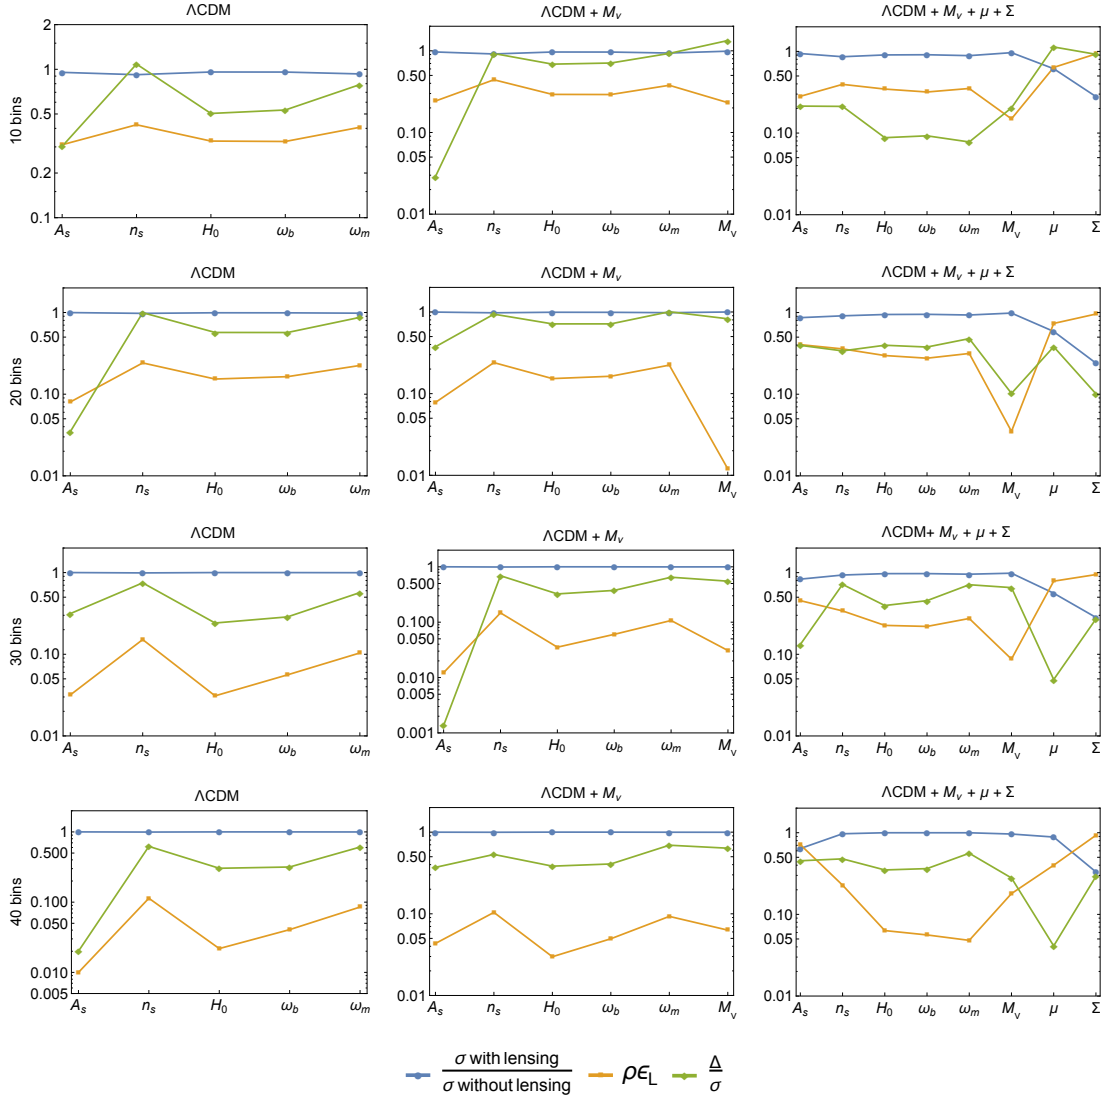 ΛCDM
10 bins
2
1
0.5
0.2
0.1
A_s n_s H_0 ω_b ω_m
ΛCDM + M_ν
1
0.50
0.10
0.05
0.01
A_s n_s H_0 ω_b ω_m M_ν
ΛCDM + M_ν + μ + Σ
1
0.50
0.10
0.05
0.01
A_s n_s H_0 ω_b ω_m M_ν μ Σ
ΛCDM
20 bins
1
0.50
0.10
0.05
0.01
A_s n_s H_0 ω_b ω_m
ΛCDM + M_ν
1
0.50
0.10
0.05
0.01
A_s n_s H_0 ω_b ω_m M_ν
ΛCDM + M_ν + μ + Σ
1
0.50
0.10
0.05
0.01
A_s n_s H_0 ω_b ω_m M_ν μ Σ
ΛCDM
30 bins
1
0.50
0.10
0.05
0.01
A_s n_s H_0 ω_b ω_m
ΛCDM + M_ν
1
0.500
0.100
0.050
0.010
0.005
0.001
A_s n_s H_0 ω_b ω_m M_ν
ΛCDM+ M_ν + μ + Σ
1
0.50
0.10
0.05
0.01
A_s n_s H_0 ω_b ω_m M_ν μ Σ
ΛCDM
40 bins
1
0.500
0.100
0.050
0.010
0.005
A_s n_s H_0 ω_b ω_m
ΛCDM + M_ν
1
0.50
0.10
0.05
0.01
A_s n_s H_0 ω_b ω_m M_ν
ΛCDM + M_ν + μ + Σ
1
0.50
0.10
0.05
0.01
A_s n_s H_0 ω_b ω_m M_ν μ Σ
σ with lensing
σ without lensing
ρϵ_L
Δ
σ